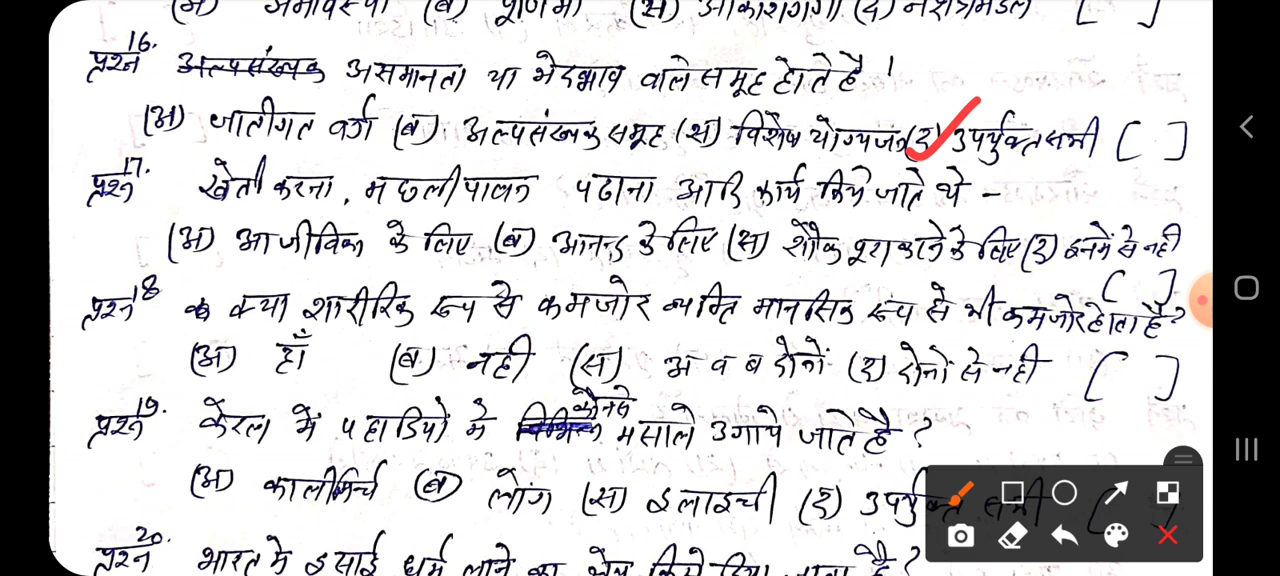 (अ) अमावस्या (ब) पूर्णिमा (स) आकाशगंगा (द) नक्षत्रमंडल [ ]
प्रश्न 16. असमानता या भेदभाव वाले समूह होते है !
(अ) जातीगत वर्ग (ब) अल्पसंख्यक समूह (स) विशेष योग्यजन (द) उपर्युक्त सभी [ ]
प्रश्न 17. खेती करना, मछलीपालन पढाना आदि कार्य किये जाते थे -
(अ) आजीविका के लिए (ब) आनन्द के लिए (स) शौक पूरा करने के लिए (द) इनमें से नही
[ ]
प्रश्न 18 क्या शारीरिक रूप से कमजोर व्यक्ति मानसिक रूप से भी कमजोर होता है?
(अ) हाँ (ब) नही (स) अ व ब दोनों (द) दोनों से नही [ ]
प्रश्न 19. केरल में पहाडियों मे कौनसे मसाले उगाये जाते है ?
(अ) कालीमिर्च (ब) लोंग (स) इलाइची (द) उपर्युक्त सभी [
प्रश्न 20. भारत मे इसाई धर्म लाने का श्रेय किसे दिया जाता है ?